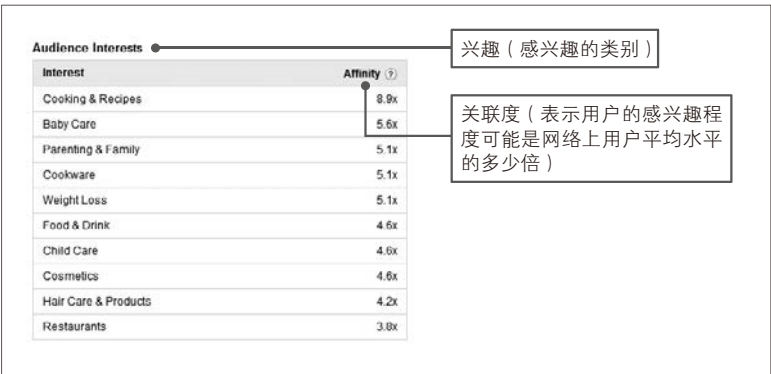 Audience Interests
兴趣（感兴趣的类别）
Interest Affinity ?
Cooking & Recipes 8.9x
Baby Care 5.6x
关联度（表示用户的感兴趣程
度可能是网络上用户平均水平
的多少倍）
Parenting & Family 5.1x
Cookware 5.1x
Weight Loss 5.1x
Food & Drink 4.6x
Child Care 4.6x
Cosmetics 4.6x
Hair Care & Products 4.2x
Restaurants 3.8x